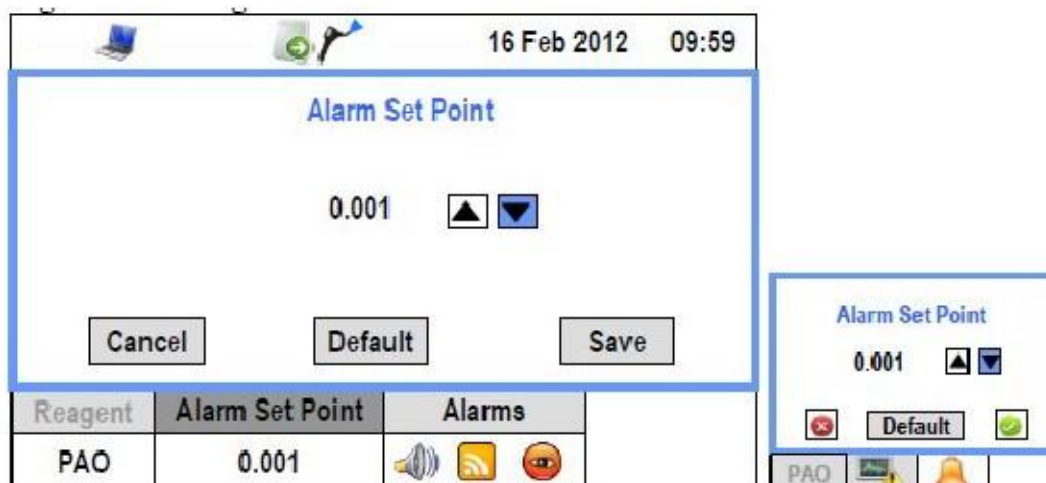 16 Feb 2012 09:59
Alarm Set Point
0.001
Cancel Default Save
Reagent Alarm Set Point Alarms
PAO 0.001
Alarm Set Point
0.001
Default
PAO